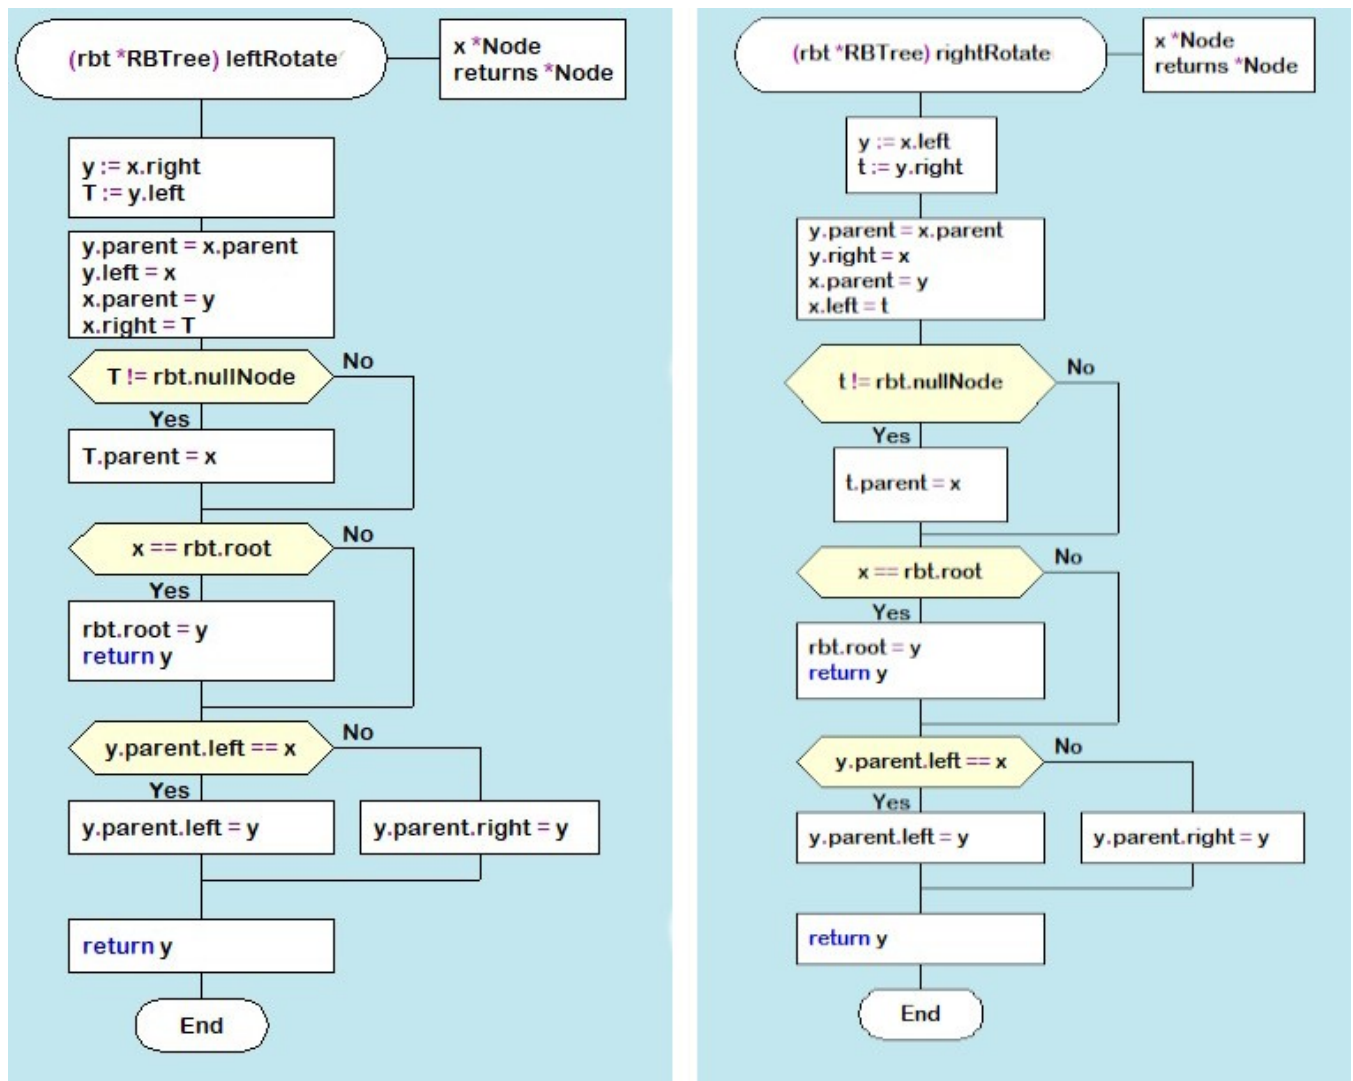 (rbt *RBTree) leftRotate
x *Node
returns *Node
y := x.right
T := y.left
y.parent = x.parent
y.left = x
x.parent = y
x.right = T
T != rbt.nullNode
No
Yes
T.parent = x
x == rbt.root
No
Yes
rbt.root = y
return y
y.parent.left == x
No
Yes
y.parent.left = y
y.parent.right = y
return y
End
(rbt *RBTree) rightRotate
x *Node
returns *Node
y := x.left
t := y.right
y.parent = x.parent
y.right = x
x.parent = y
x.left = t
t != rbt.nullNode
No
Yes
t.parent = x
x == rbt.root
No
Yes
rbt.root = y
return y
y.parent.left == x
No
Yes
y.parent.left = y
y.parent.right = y
return y
End